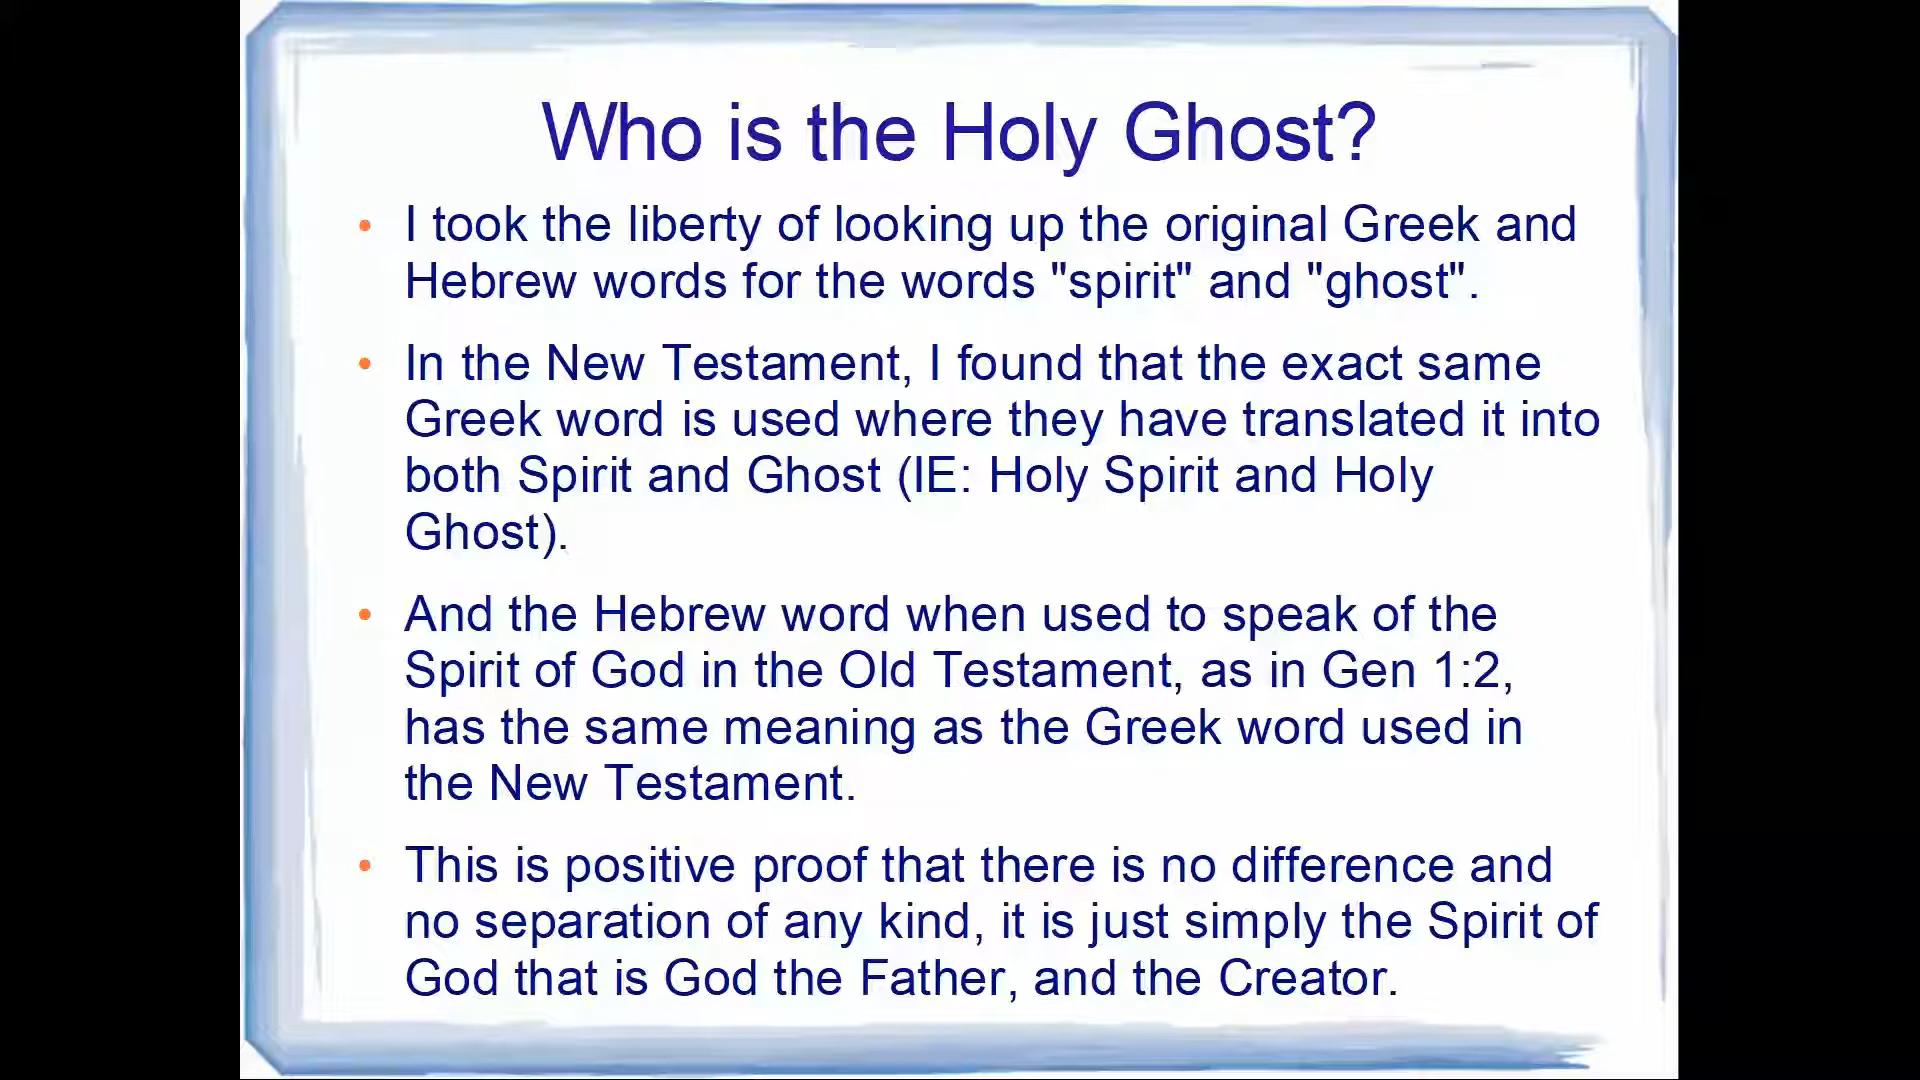 Who is the Holy Ghost?
• I took the liberty of looking up the original Greek and
Hebrew words for the words "spirit" and "ghost".
• In the New Testament, I found that the exact same
Greek word is used where they have translated it into
both Spirit and Ghost (IE: Holy Spirit and Holy
Ghost).
• And the Hebrew word when used to speak of the
Spirit of God in the Old Testament, as in Gen 1:2,
has the same meaning as the Greek word used in
the New Testament.
• This is positive proof that there is no difference and
no separation of any kind, it is just simply the Spirit of
God that is God the Father, and the Creator.